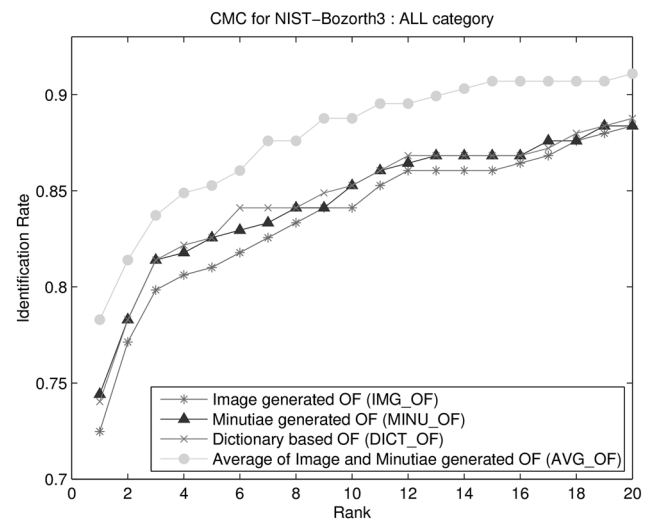 CMC for NIST−Bozorth3 : ALL category
0.9
0.85
0.8
0.75
0.7
Identification Rate
Image generated OF (IMG_OF)
Minutiae generated OF (MINU_OF)
Dictionary based OF (DICT_OF)
Average of Image and Minutiae generated OF (AVG_OF)
0 2 4 6 8 10 12 14 16 18 20
Rank